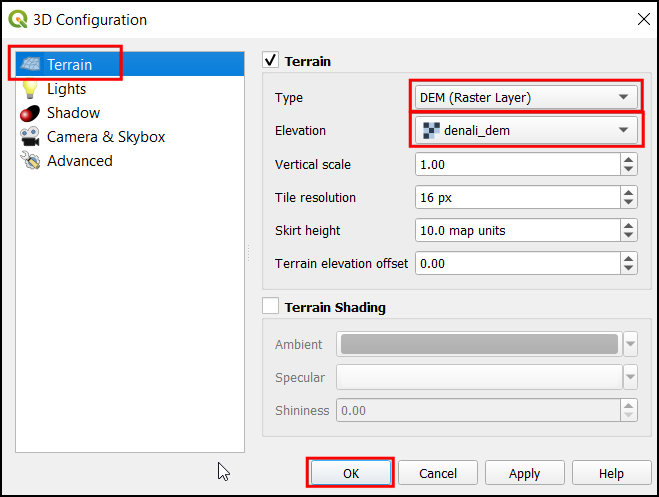 3D Configuration
Terrain
Lights
Shadow
Camera & Skybox
Advanced
Terrain
Type DEM (Raster Layer)
Elevation denali_dem
Vertical scale 1.00
Tile resolution 16 px
Skirt height 10.0 map units
Terrain elevation offset 0.00
Terrain Shading
Ambient
Specular
Shininess 0.00
OK Cancel Apply Help